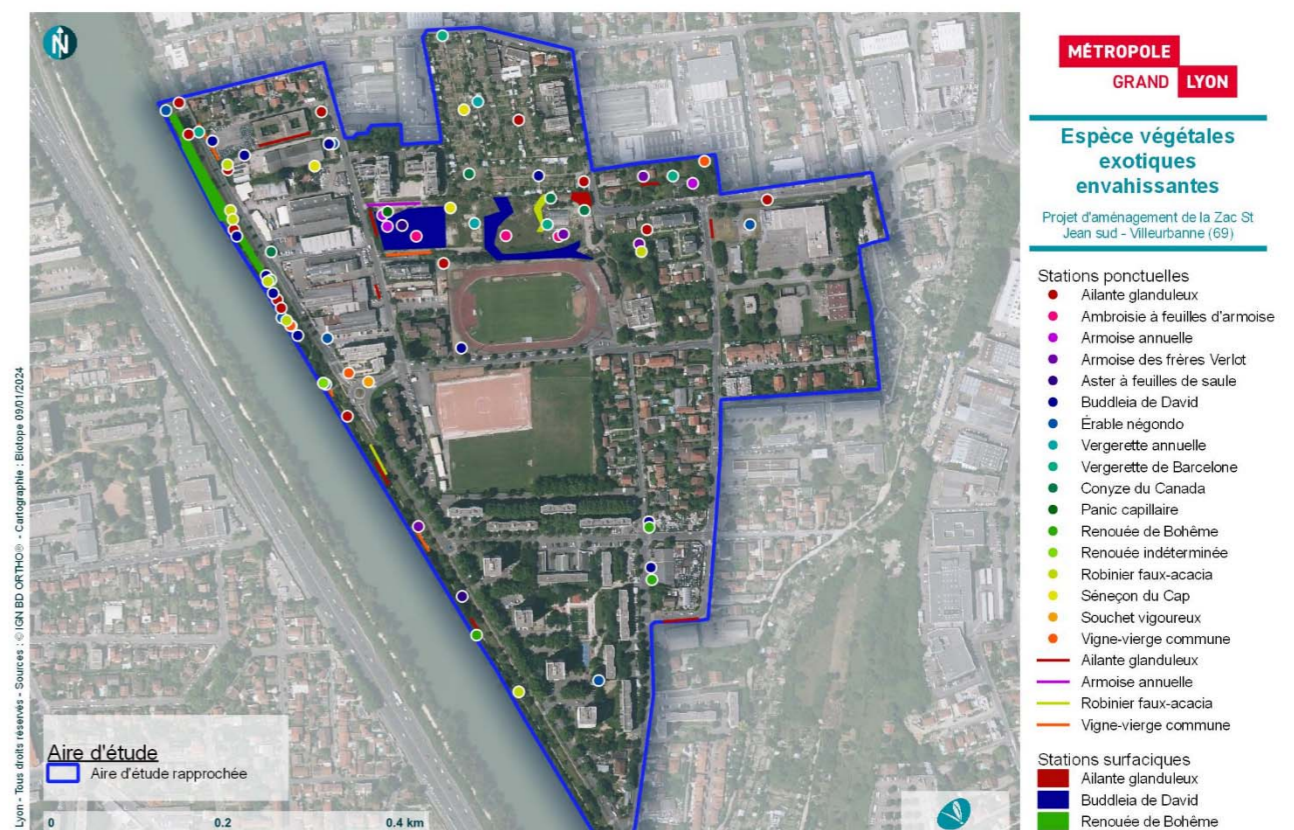 N
MÉTROPOLE
GRAND LYON
Espèce végétales
exotiques
envahissantes
Projet d'aménagement de la Zac St
Jean sud - Villeurbanne (69)
Stations ponctuelles
Ailante glanduleux
Ambroisie à feuilles d'armoise
Armoise annuelle
Armoise des frères Verlot
Aster à feuilles de saule
Buddleia de David
Érable négondo
Vergerette annuelle
Vergerette de Barcelone
Conyze du Canada
Panic capillaire
Renouée de Bohême
Renouée indéterminée
Robinier faux-acacia
Séneçon du Cap
Souchet vigoureux
Vigne-vierge commune
Ailante glanduleux
Armoise annuelle
Robinier faux-acacia
Vigne-vierge commune
Stations surfaciques
Ailante glanduleux
Buddleia de David
Renouée de Bohême
Aire d'étude
Aire d'étude rapprochée
0 0.2 0.4 km
Lyon - Tous droits réservés - Sources : © IGN BD ORTHO® - Cartographie : Biotope 09/01/2024